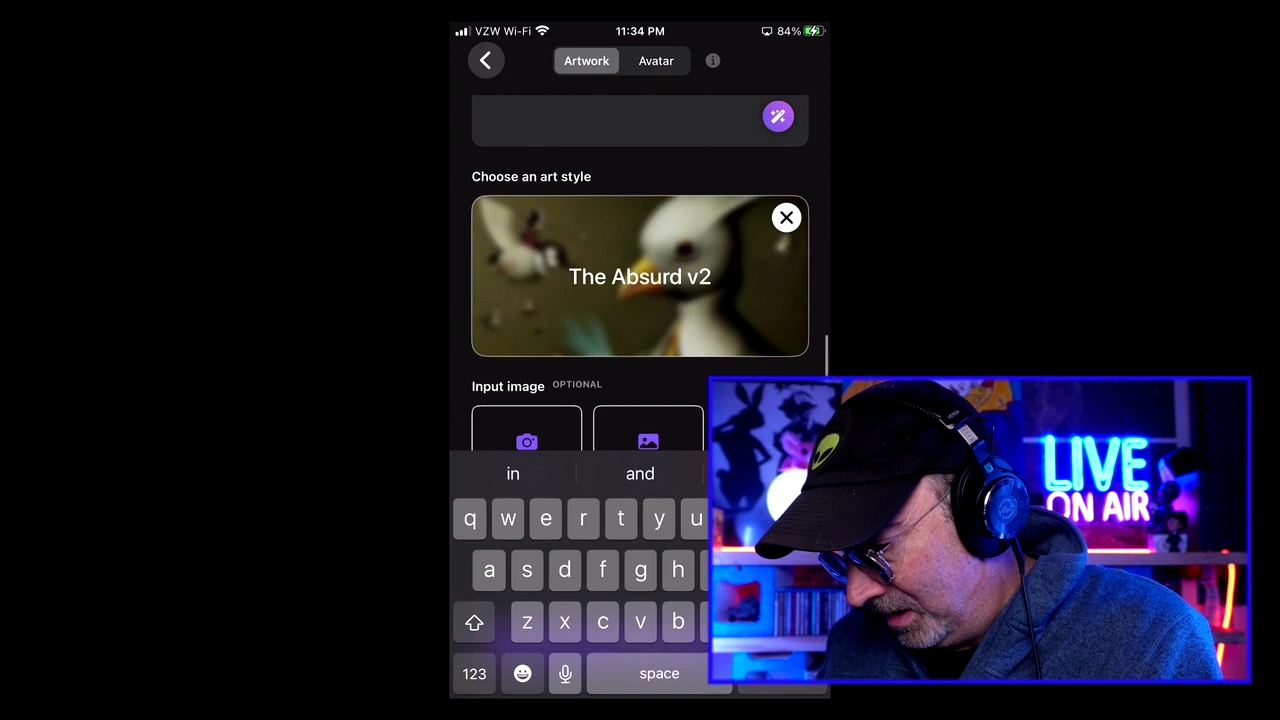 VZW Wi-Fi 11:34 PM 84%
Artwork Avatar
Choose an art style
The Absurd v2
Input image OPTIONAL
in and
q w e r t y u
a s d f g h
z x c v b
123 space
LIVE
ON AIR